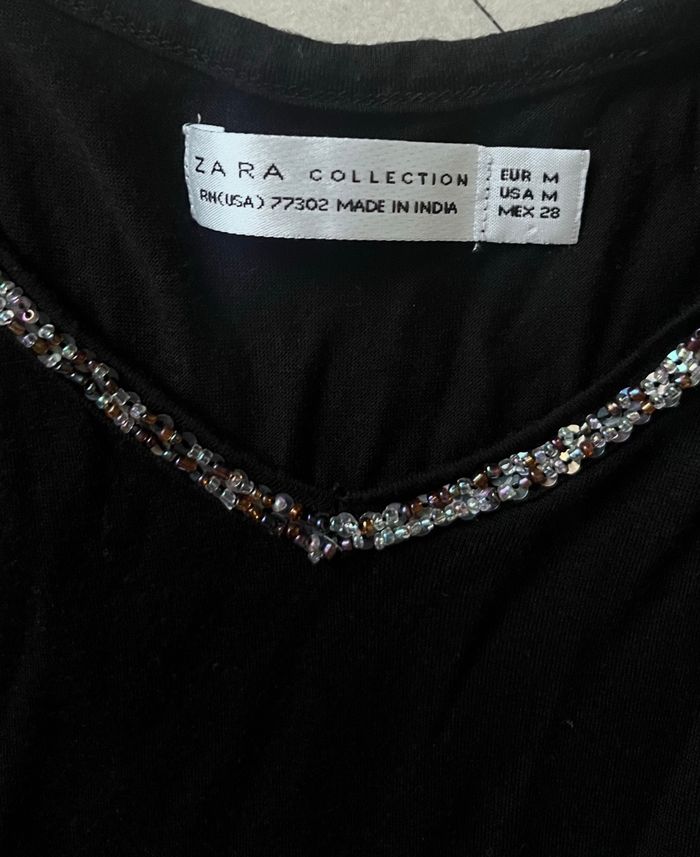 ZARA COLLECTION
RN(USA) 77302 MADE IN INDIA
EUR M
USA M
MEX 28